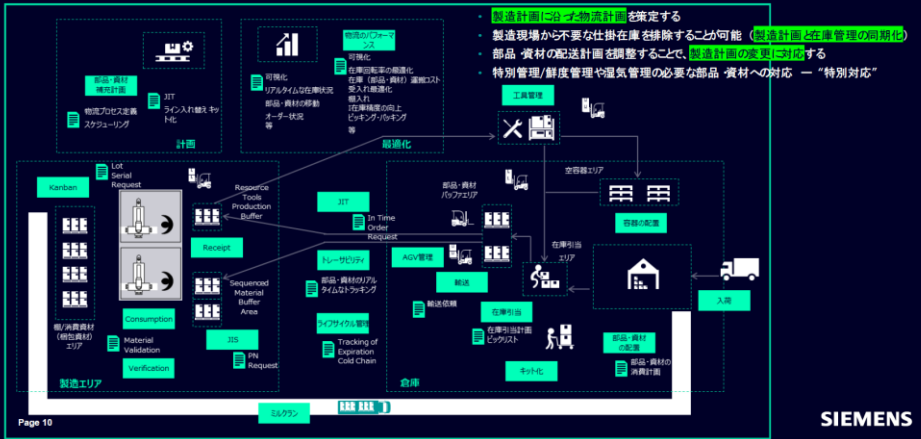 製造計画に沿った物流計画を策定する
製造現場から不要な仕掛在庫を排除することが可能（製造計画と在庫管理の同期化）
部品・資材の配送計画を調整することで、製造計画の変更に対応する
特別管理/鮮度管理や湿気管理の必要な部品・資材への対応 — “特別対応”
部品・資材
補充計画
物流プロセス定義
スケジューリング
JIT
ライン入れ替えキッ
ト化
計画
可視化
リアルタイムな在庫状況
部品・資材の移動
オーダー状況
等
物流のパフォーマ
ンス
可視化
在庫回転率の最適化
在庫（部品・資材）運搬コスト
受入れ最適化
棚入れ
在庫精度の向上
ピッキング・パッキング
等
最適化
工具管理
空容器エリア
容器の配置
Kanban
Lot
Serial
Request
Resource
Tools
Production
Buffer
Receipt
Sequenced
Material
Buffer
Area
棚/消費資材
（梱包資材）
エリア
Consumption
Material
Validation
Verification
JIS
PN
Request
製造エリア
JIT
In Time
Order
Request
トレーサビリティ
部品・資材のリアル
タイムなトラッキング
ライフサイクル管理
Tracking of
Expiration
Cold Chain
部品・資材
バッファエリア
AGV管理
輸送
輸送依頼
在庫引当
エリア
在庫引当
在庫引当計画
ピックリスト
キット化
入荷
部品・資材
の配置
部品・資材の
消費計画
倉庫
ミルクラン
Page 10
SIEMENS